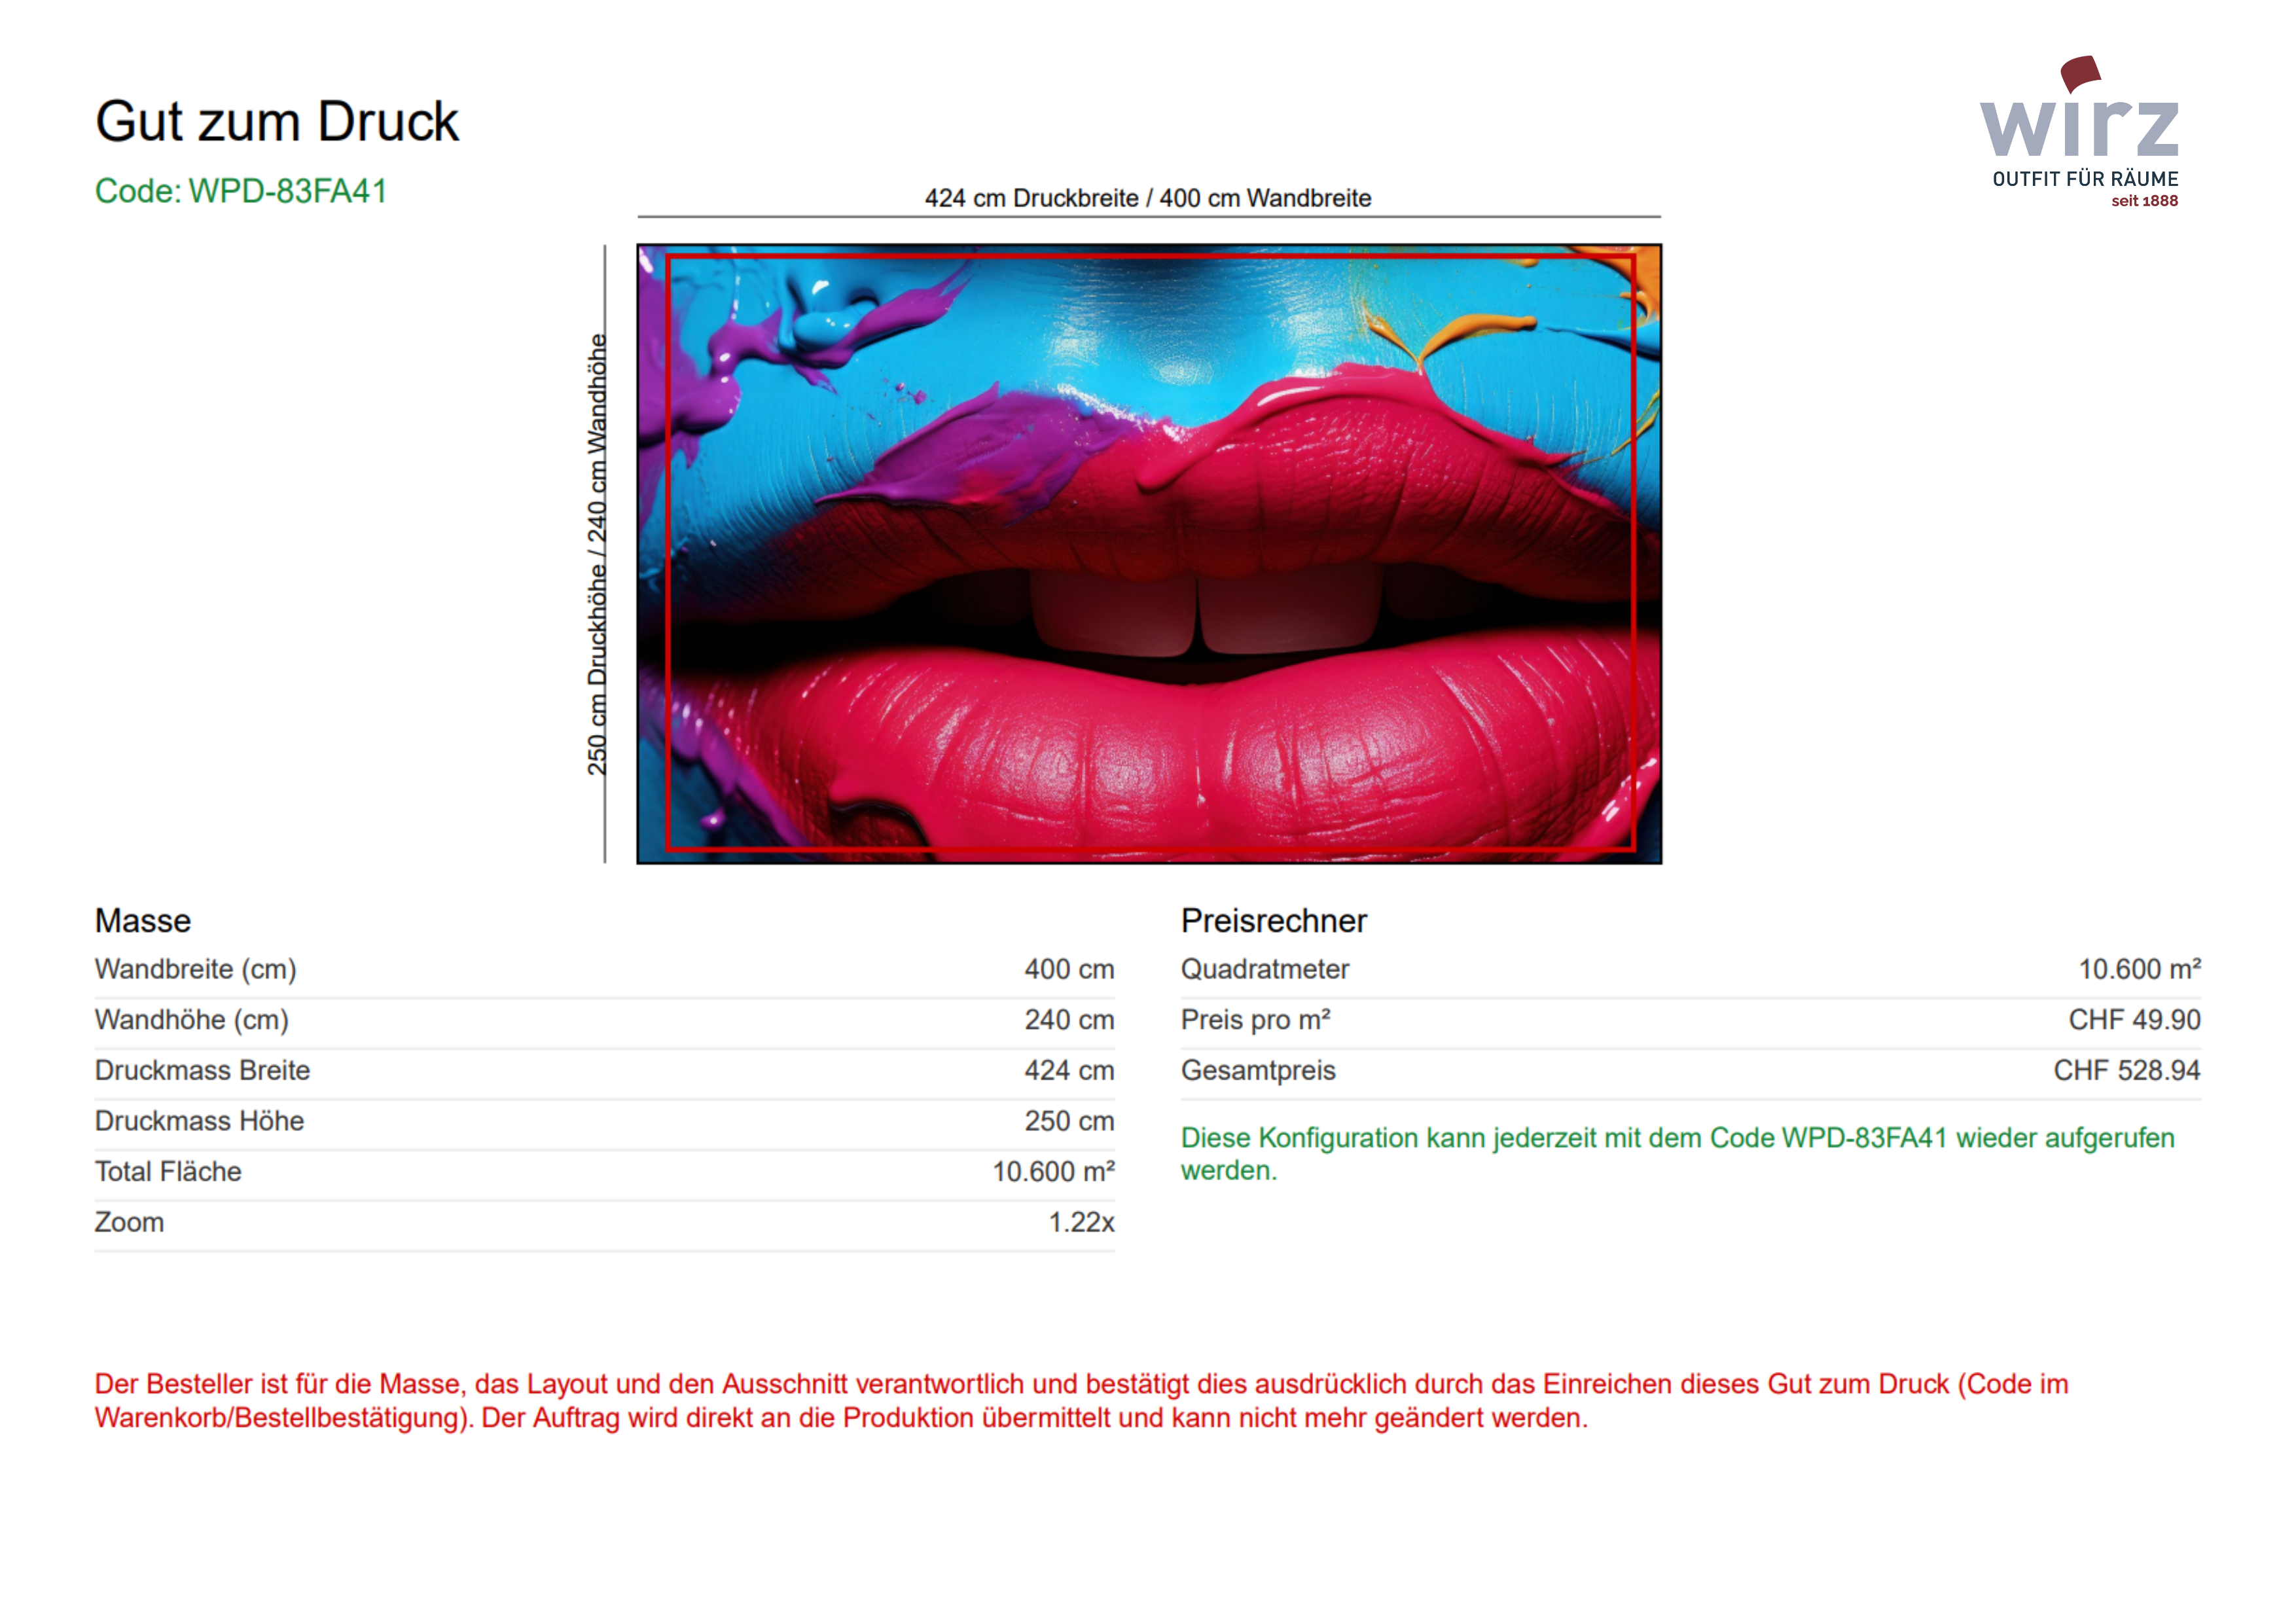 Gut zum Druck
Code: WPD-83FA41
wirz
OUTFIT FÜR RÄUME
seit 1888
424 cm Druckbreite / 400 cm Wandbreite
250 cm Druckhöhe / 240 cm Wandhöhe
Masse
Wandbreite (cm) 400 cm
Wandhöhe (cm) 240 cm
Druckmass Breite 424 cm
Druckmass Höhe 250 cm
Total Fläche 10.600 m²
Zoom 1.22x
Preisrechner
Quadratmeter 10.600 m²
Preis pro m² CHF 49.90
Gesamtpreis CHF 528.94
Diese Konfiguration kann jederzeit mit dem Code WPD-83FA41 wieder aufgerufen
werden.
Der Besteller ist für die Masse, das Layout und den Ausschnitt verantwortlich und bestätigt dies ausdrücklich durch das Einreichen dieses Gut zum Druck (Code im
Warenkorb/Bestellbestätigung). Der Auftrag wird direkt an die Produktion übermittelt und kann nicht mehr geändert werden.